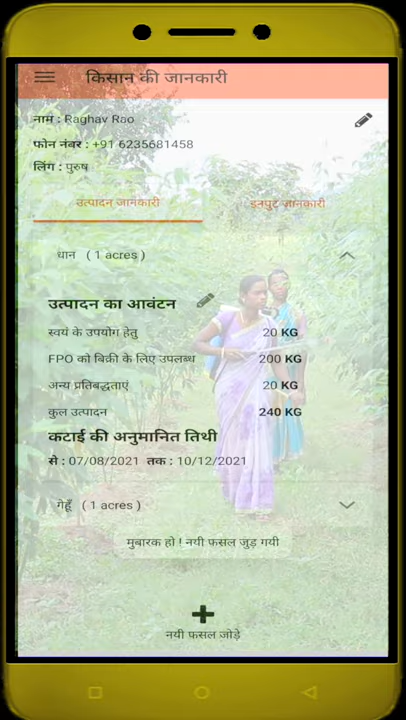 किसान की जानकारी
नाम : Raghav Rao
फोन नंबर : +91 6235681458
लिंग : पुरुष
उत्पादन जानकारी इनपुट जानकारी
धान ( 1 acres )
उत्पादन का आवंटन
स्वयं के उपयोग हेतु 20 KG
FPO को बिक्री के लिए उपलब्ध 200 KG
अन्य प्रतिबद्धताएं 20 KG
कुल उत्पादन 240 KG
कटाई की अनुमानित तिथी
से : 07/08/2021 तक : 10/12/2021
गेहूँ ( 1 acres )
मुबारक हो ! नयी फसल जुड़ गयी
नयी फसल जोड़े